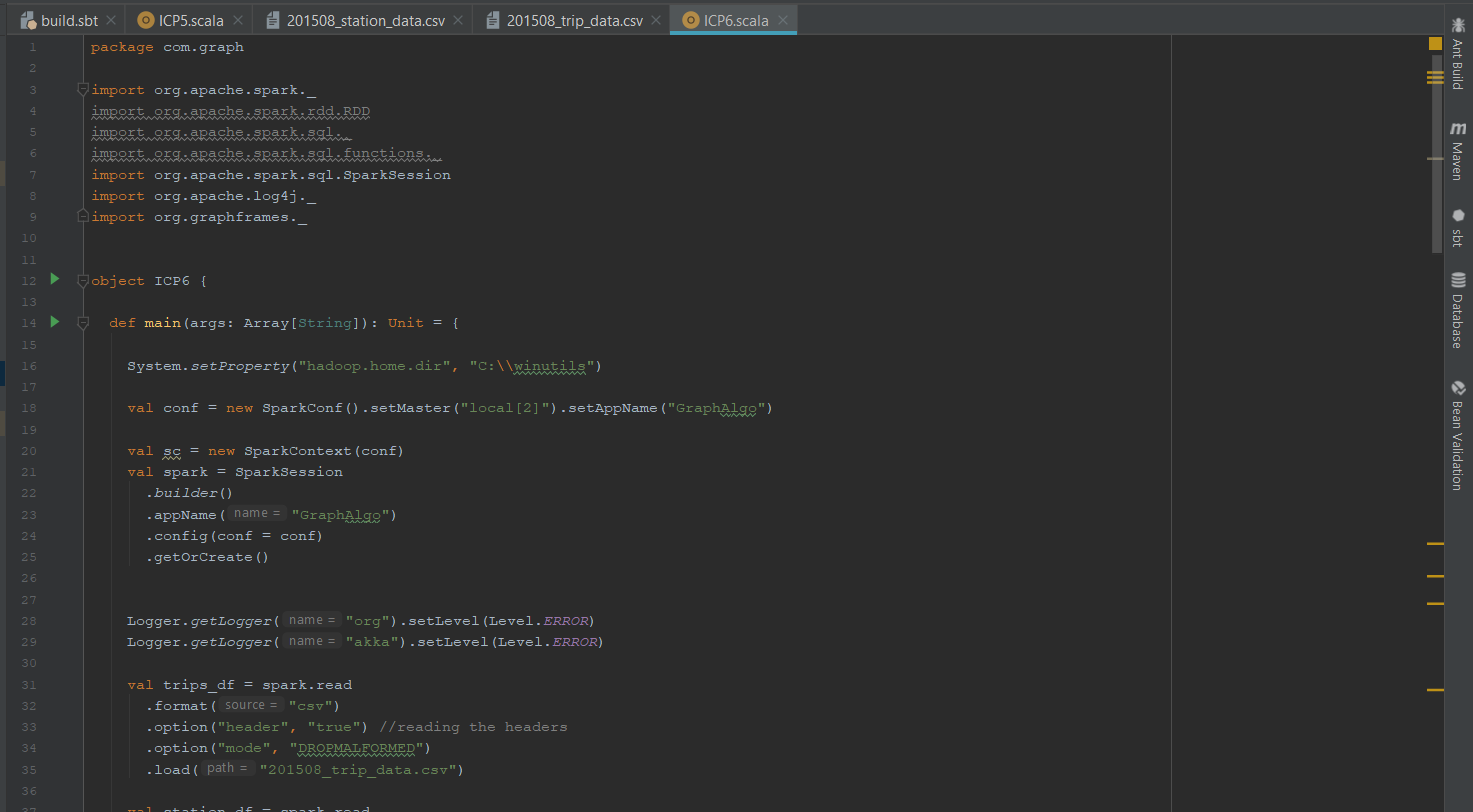 build.sbt ICP5.scala 201508_station_data.csv 201508_trip_data.csv ICP6.scala
1 package com.graph
2
3 import org.apache.spark._
4 import org.apache.spark.rdd.RDD
5 import org.apache.spark.sql._
6 import org.apache.spark.sql.functions._
7 import org.apache.spark.sql.SparkSession
8 import org.apache.log4j._
9 import org.graphframes._
10
11
12 object ICP6 {
13
14 def main(args: Array[String]): Unit = {
15
16 System.setProperty("hadoop.home.dir", "C:\\winutils")
17
18 val conf = new SparkConf().setMaster("local[2]").setAppName("GraphAlgo")
19
20 val sc = new SparkContext(conf)
21 val spark = SparkSession
22 .builder()
23 .appName( name = "GraphAlgo")
24 .config(conf = conf)
25 .getOrCreate()
26
27
28 Logger.getLogger( name = "org").setLevel(Level.ERROR)
29 Logger.getLogger( name = "akka").setLevel(Level.ERROR)
30
31 val trips_df = spark.read
32 .format( source = "csv")
33 .option("header", "true") //reading the headers
34 .option("mode", "DROPMALFORMED")
35 .load( path = "201508_trip_data.csv")
36
37 val station_df = spark.read
Ant Build
Maven
sbt
Database
Bean Validation